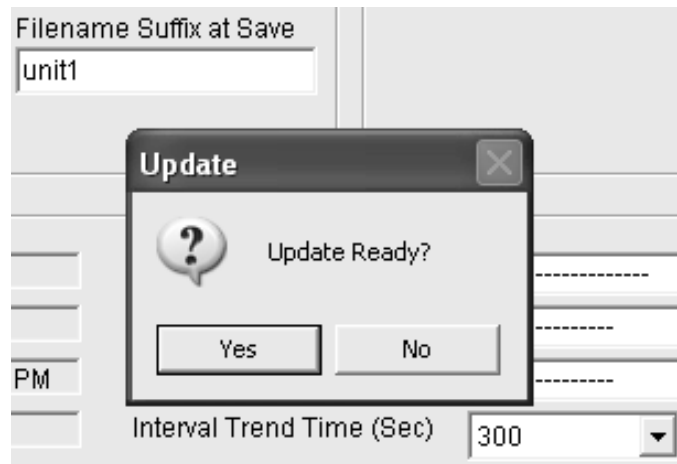 Filename Suffix at Save
unit1
Update
Update Ready?
-------------
Yes No
---------
PM
---------
Interval Trend Time (Sec) 300